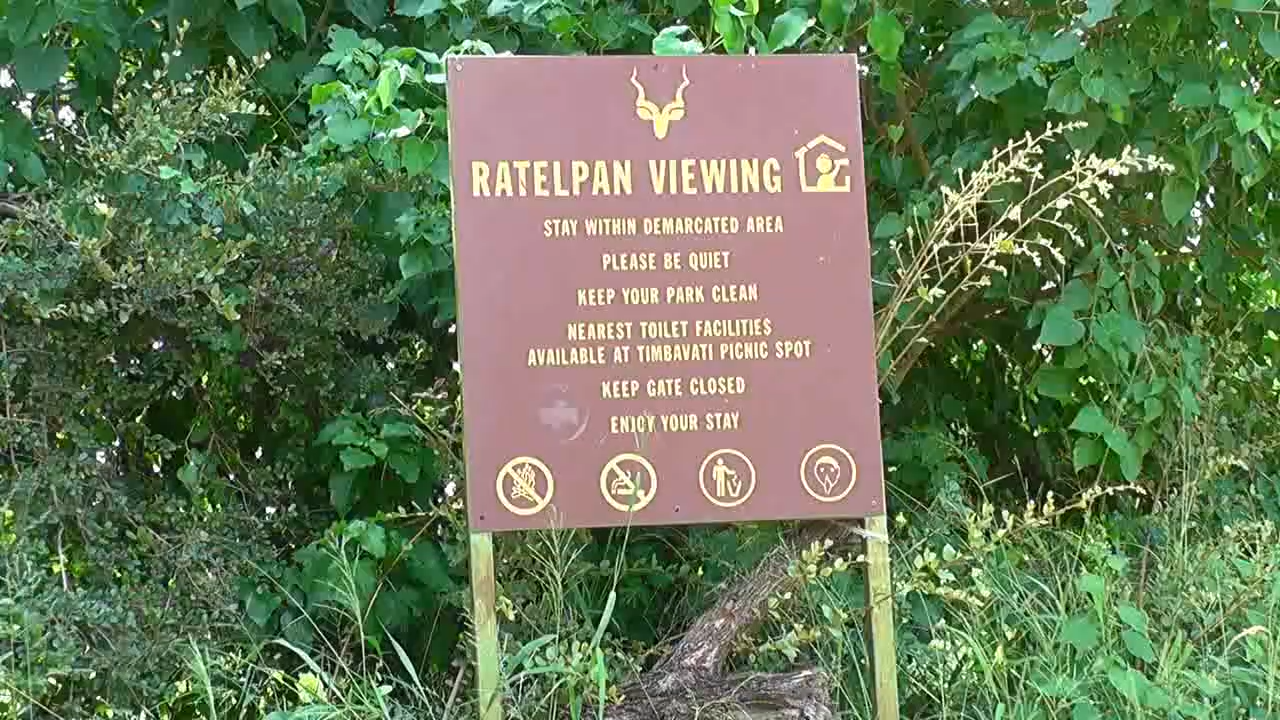 RATELPAN VIEWING
STAY WITHIN DEMARCATED AREA
PLEASE BE QUIET
KEEP YOUR PARK CLEAN
NEAREST TOILET FACILITIES
AVAILABLE AT TIMBAVATI PICNIC SPOT
KEEP GATE CLOSED
ENJOY YOUR STAY